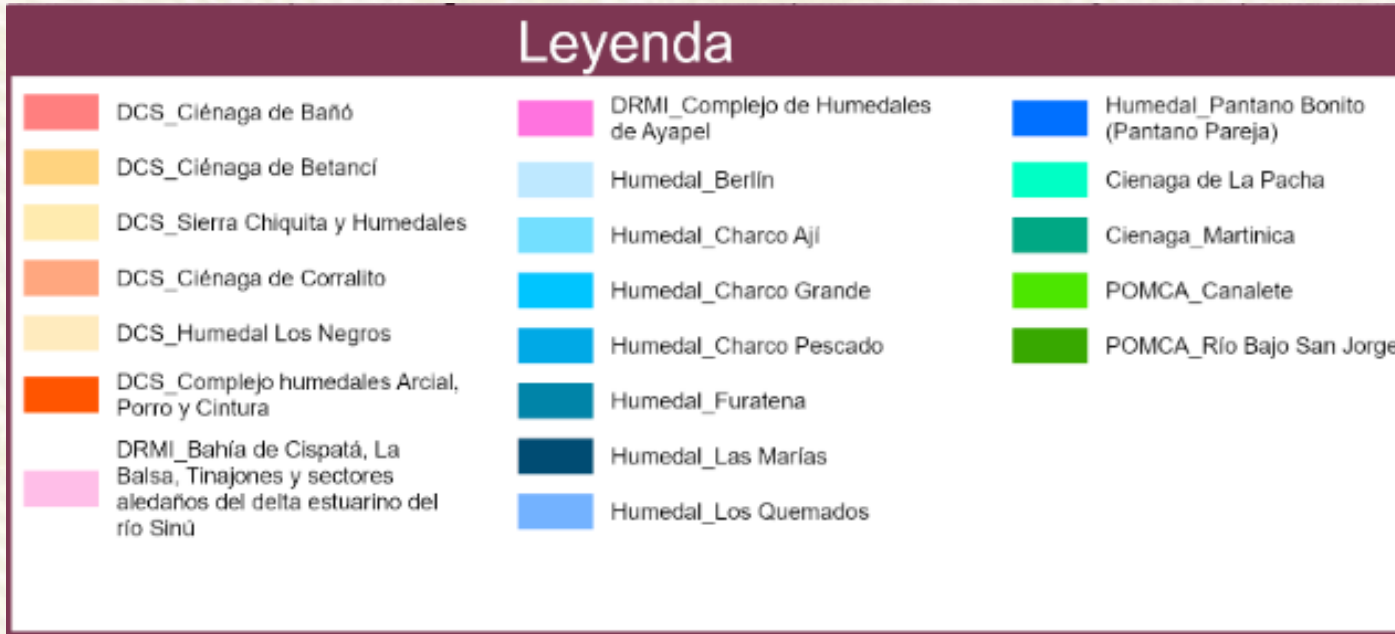 Leyenda
DCS_Ciénaga de Bañó
DCS_Ciénaga de Betancí
DCS_Sierra Chiquita y Humedales
DCS_Ciénaga de Corralito
DCS_Humedal Los Negros
DCS_Complejo humedales Arcial,
Porro y Cintura
DRMI_Bahía de Cispatá, La
Balsa, Tinajones y sectores
aledaños del delta estuarino del
río Sinú
DRMI_Complejo de Humedales
de Ayapel
Humedal_Berlín
Humedal_Charco Ají
Humedal_Charco Grande
Humedal_Charco Pescado
Humedal_Furatena
Humedal_Las Marías
Humedal_Los Quemados
Humedal_Pantano Bonito
(Pantano Pareja)
Cienaga de La Pacha
Cienaga_Martinica
POMCA_Canalete
POMCA_Río Bajo San Jorge